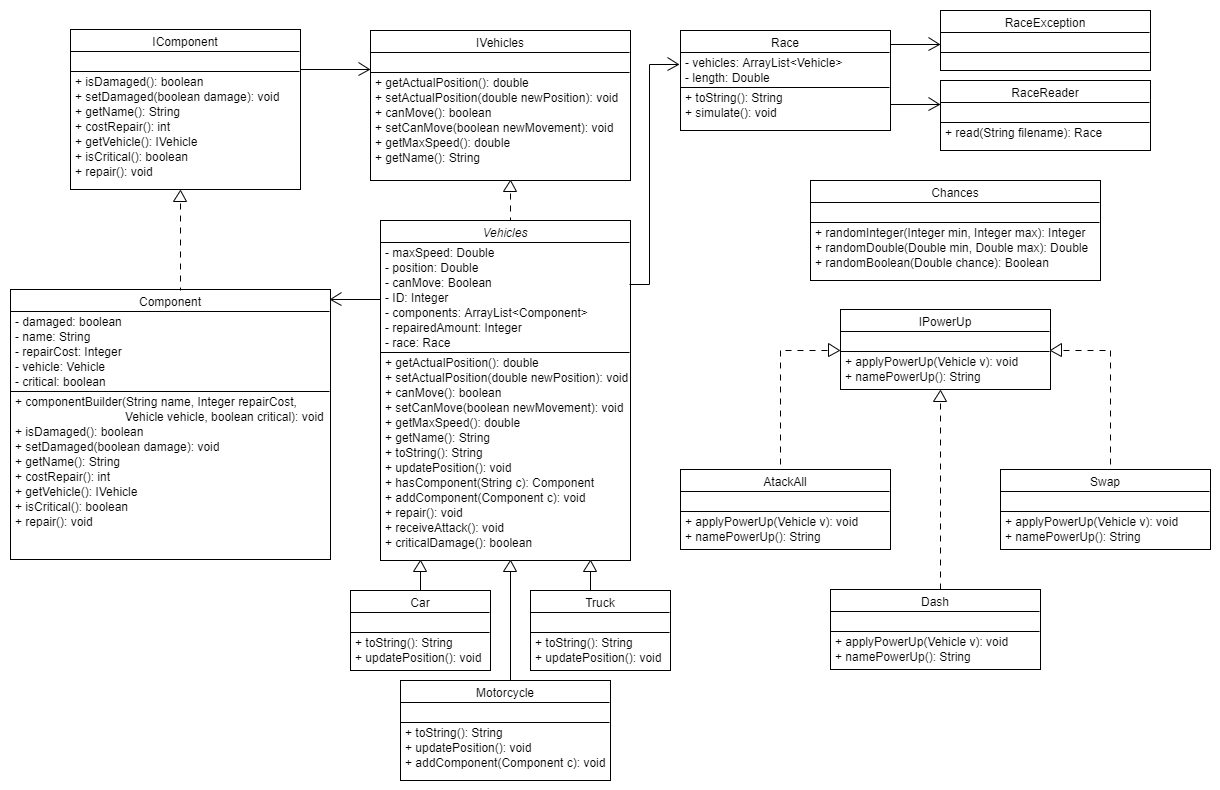 IComponent
+ isDamaged(): boolean
+ setDamaged(boolean damage): void
+ getName(): String
+ costRepair(): int
+ getVehicle(): IVehicle
+ isCritical(): boolean
+ repair(): void
IVehicles
+ getActualPosition(): double
+ setActualPosition(double newPosition): void
+ canMove(): boolean
+ setCanMove(boolean newMovement): void
+ getMaxSpeed(): double
+ getName(): String
Race
- vehicles: ArrayList<Vehicle>
- length: Double
+ toString(): String
+ simulate(): void
RaceException
RaceReader
+ read(String filename): Race
Chances
+ randomInteger(Integer min, Integer max): Integer
+ randomDouble(Double min, Double max): Double
+ randomBoolean(Double chance): Boolean
Component
- damaged: boolean
- name: String
- repairCost: Integer
- vehicle: Vehicle
- critical: boolean
+ componentBuilder(String name, Integer repairCost,
Vehicle vehicle, boolean critical): void
+ isDamaged(): boolean
+ setDamaged(boolean damage): void
+ getName(): String
+ costRepair(): int
+ getVehicle(): IVehicle
+ isCritical(): boolean
+ repair(): void
Vehicles
- maxSpeed: Double
- position: Double
- canMove: Boolean
- ID: Integer
- components: ArrayList<Component>
- repairedAmount: Integer
- race: Race
+ getActualPosition(): double
+ setActualPosition(double newPosition): void
+ canMove(): boolean
+ setCanMove(boolean newMovement): void
+ getMaxSpeed(): double
+ getName(): String
+ toString(): String
+ updatePosition(): void
+ hasComponent(String c): Component
+ addComponent(Component c): void
+ repair(): void
+ receiveAttack(): void
+ criticalDamage(): boolean
IPowerUp
+ applyPowerUp(Vehicle v): void
+ namePowerUp(): String
AtackAll
+ applyPowerUp(Vehicle v): void
+ namePowerUp(): String
Swap
+ applyPowerUp(Vehicle v): void
+ namePowerUp(): String
Dash
+ applyPowerUp(Vehicle v): void
+ namePowerUp(): String
Car
+ toString(): String
+ updatePosition(): void
Truck
+ toString(): String
+ updatePosition(): void
Motorcycle
+ toString(): String
+ updatePosition(): void
+ addComponent(Component c): void